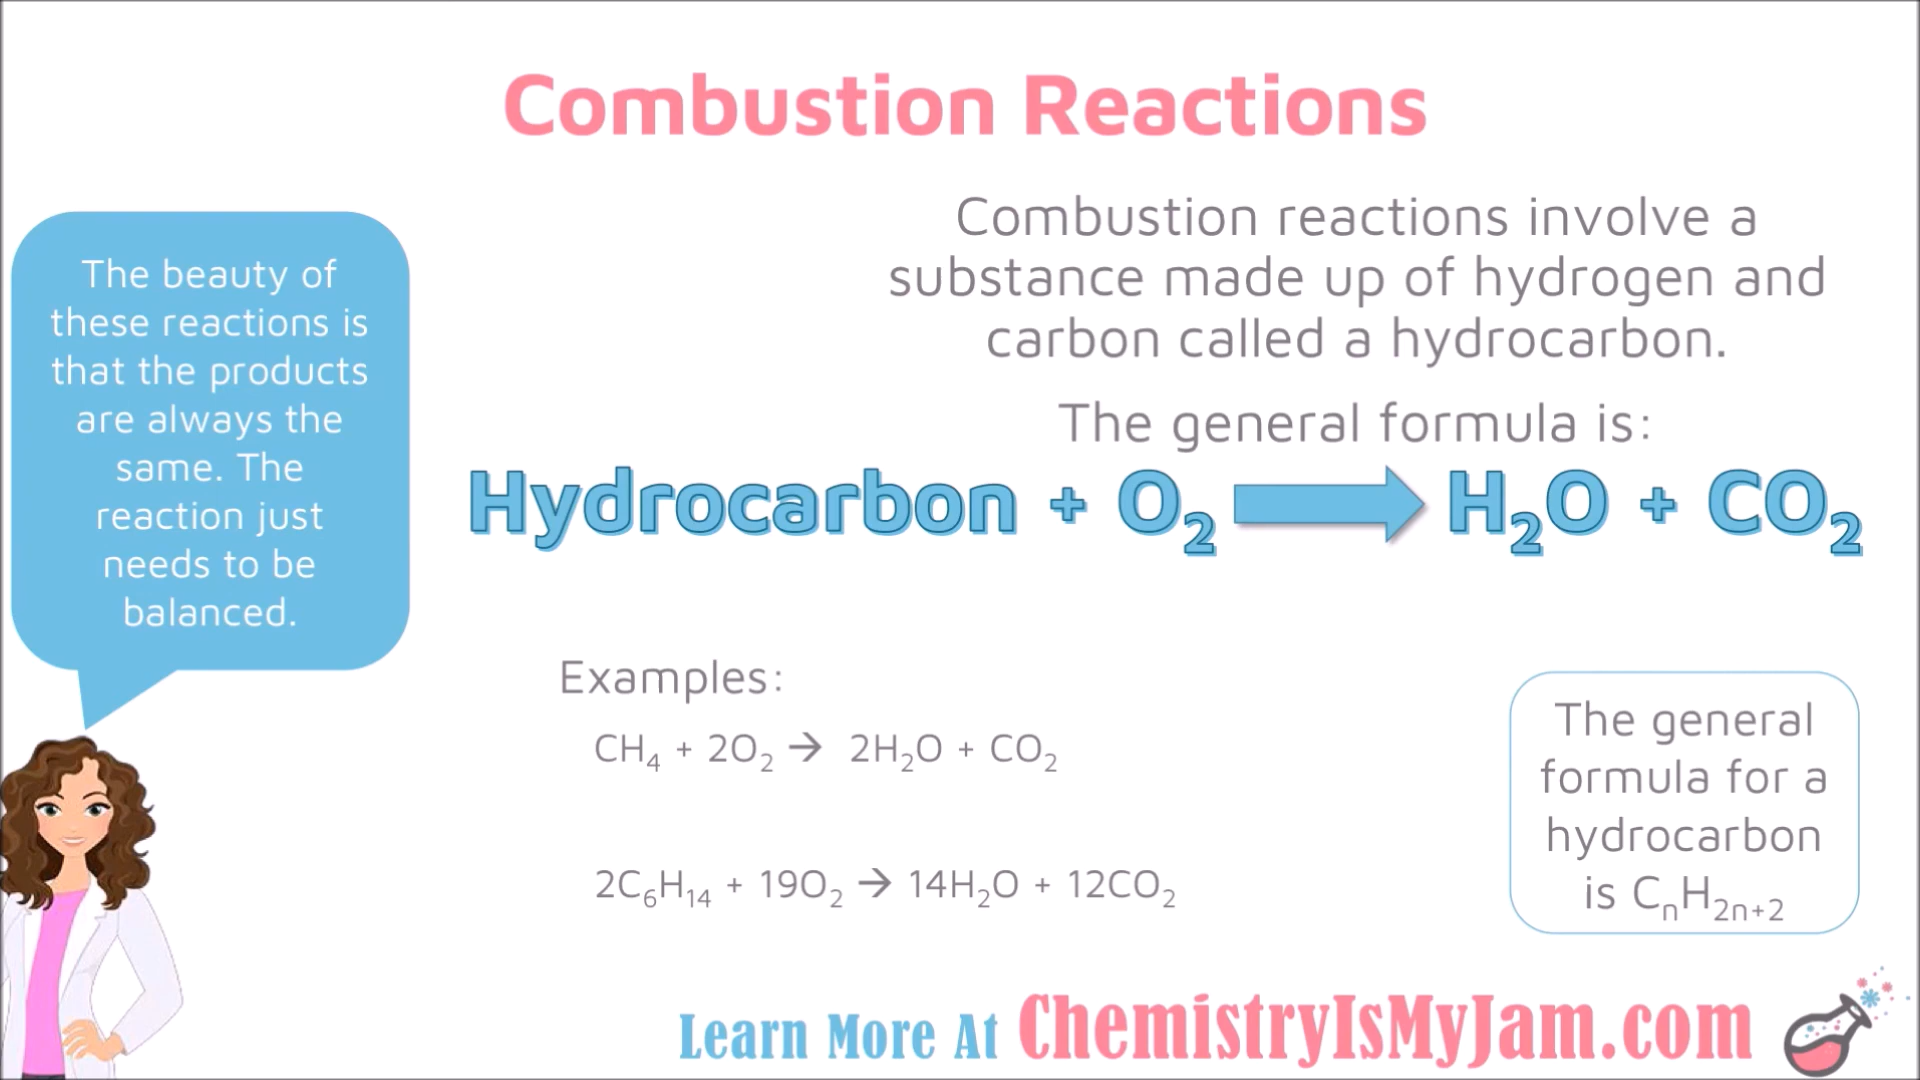 Combustion Reactions
The beauty of
these reactions is
that the products
are always the
same. The
reaction just
needs to be
balanced.
Combustion reactions involve a
substance made up of hydrogen and
carbon called a hydrocarbon.
The general formula is:
Hydrocarbon + O₂ → H₂O + CO₂
Examples:
CH₄ + 2O₂ → 2H₂O + CO₂
2C₆H₁₄ + 19O₂ → 14H₂O + 12CO₂
The general
formula for a
hydrocarbon
is CₙH₂ₙ₊₂
Learn More At ChemistryIsMyJam.com